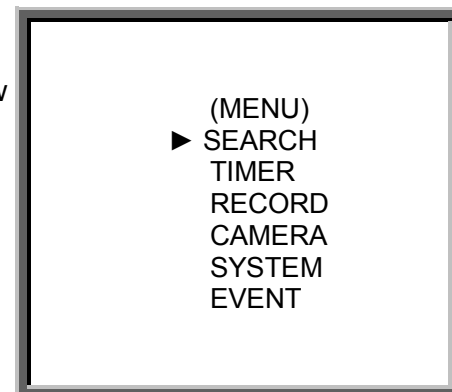 (MENU)
► SEARCH
TIMER
RECORD
CAMERA
SYSTEM
EVENT